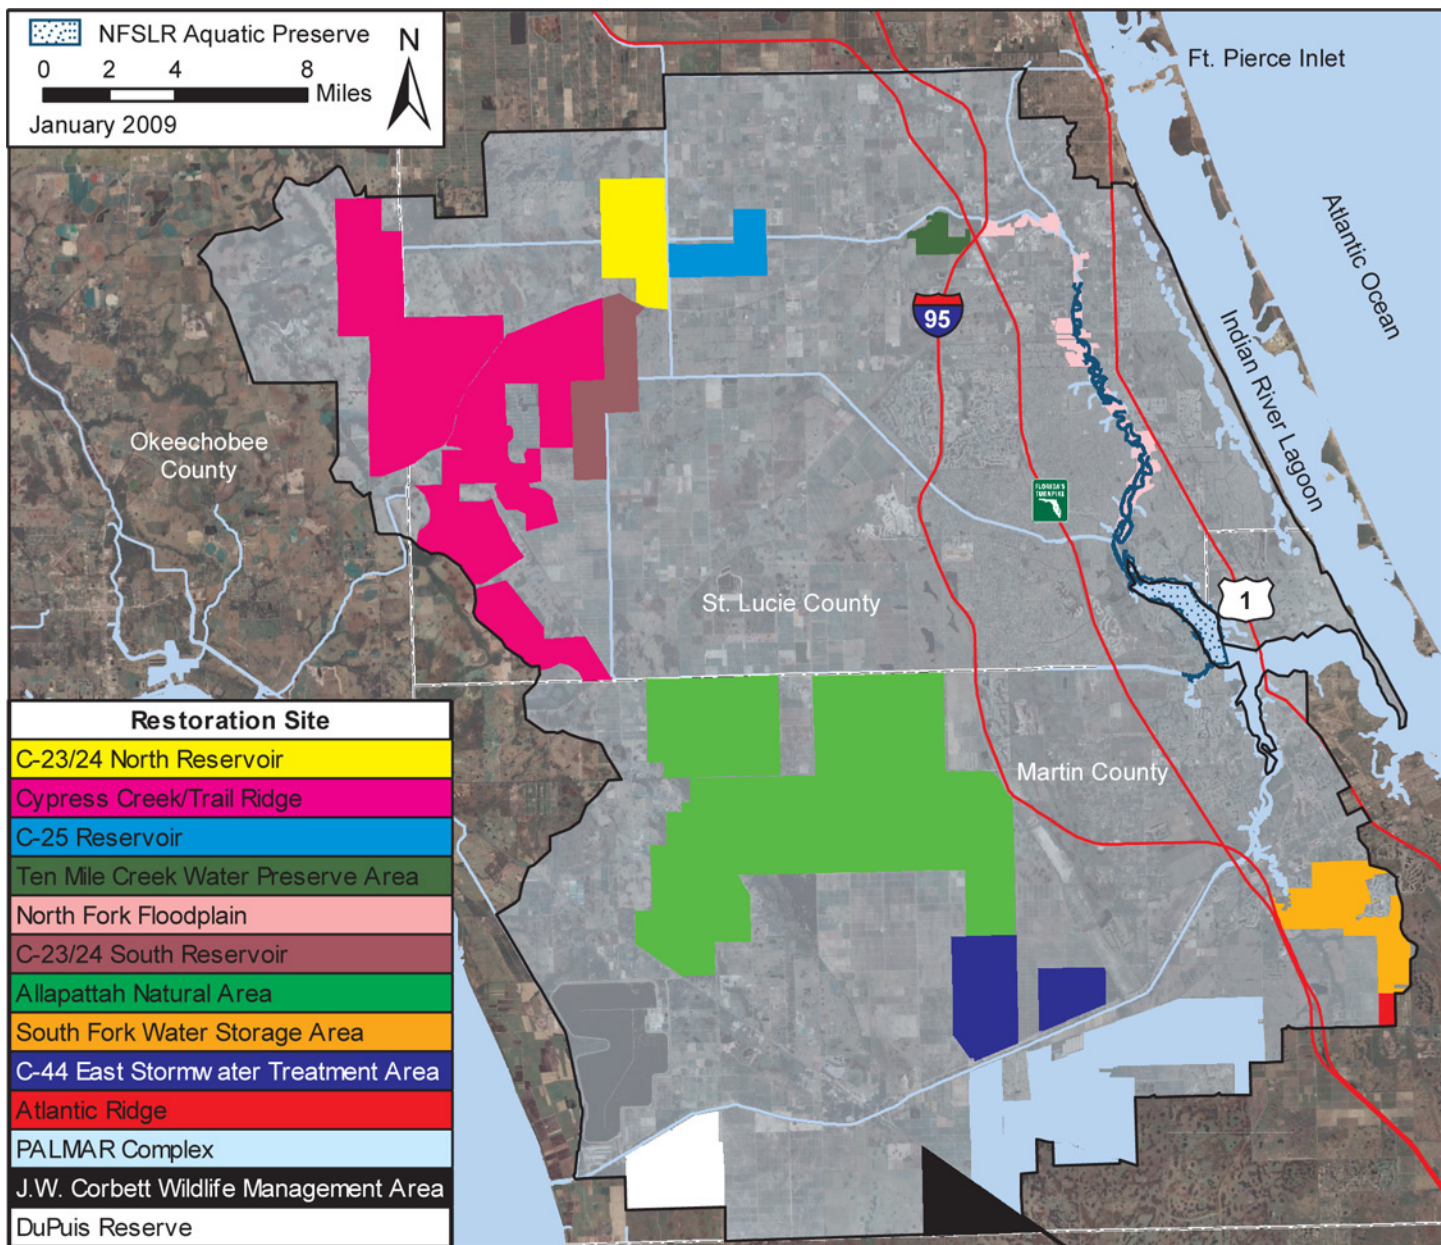 NFSLR Aquatic Preserve
N
0 2 4 8
Miles
January 2009
Ft. Pierce Inlet
Atlantic Ocean
Indian River Lagoon
95
Okeechobee
County
FLORIDA'S
TURNPIKE
St. Lucie County
1
Martin County
Restoration Site
C-23/24 North Reservoir
Cypress Creek/Trail Ridge
C-25 Reservoir
Ten Mile Creek Water Preserve Area
North Fork Floodplain
C-23/24 South Reservoir
Allapattah Natural Area
South Fork Water Storage Area
C-44 East Stormwater Treatment Area
Atlantic Ridge
PALMAR Complex
J.W. Corbett Wildlife Management Area
DuPuis Reserve